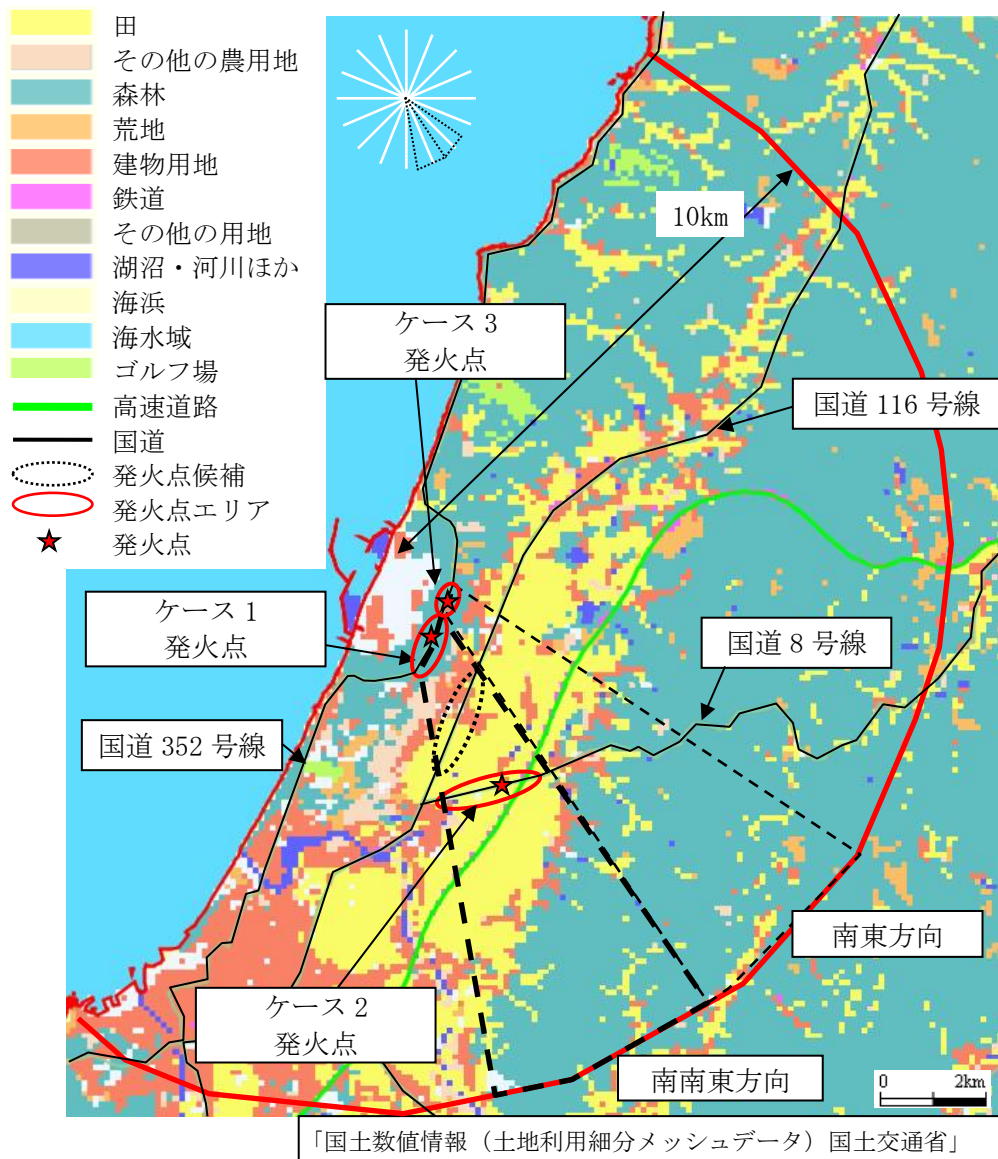 田
その他の農用地
森林
荒地
建物用地
鉄道
その他の用地
湖沼・河川ほか
海浜
海水域
ゴルフ場
高速道路
国道
発火点候補
発火点エリア
発火点
10km
ケース 3
発火点
国道 116 号線
ケース 1
発火点
国道 8 号線
国道 352 号線
南東方向
ケース 2
発火点
南南東方向
0 2km
「国土数値情報（土地利用細分メッシュデータ）国土交通省」